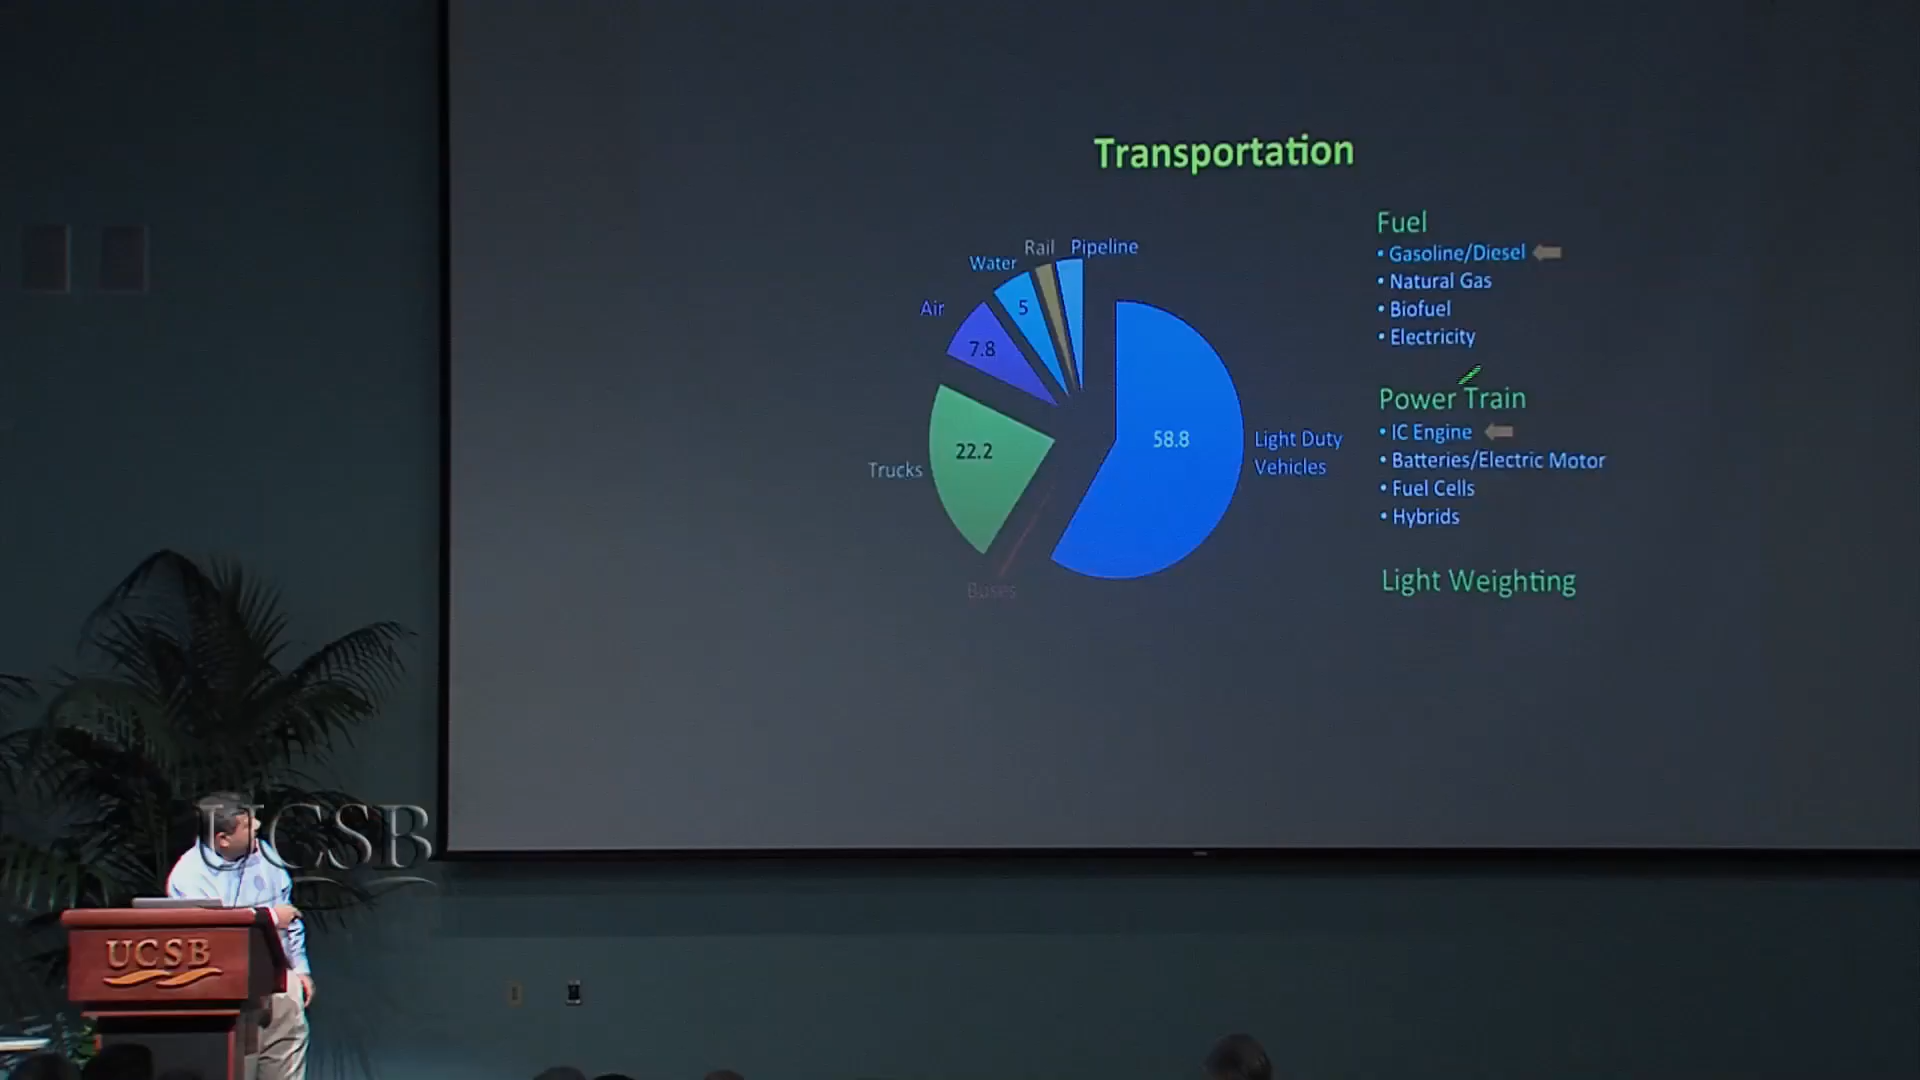 Transportation
Fuel
• Gasoline/Diesel
• Natural Gas
• Biofuel
• Electricity
Rail Pipeline
Water
5
Air
7.8
Power Train
• IC Engine
• Batteries/Electric Motor
• Fuel Cells
• Hybrids
58.8
Light Duty
Vehicles
22.2
Trucks
Buses
Light Weighting
UCSB
UCSB